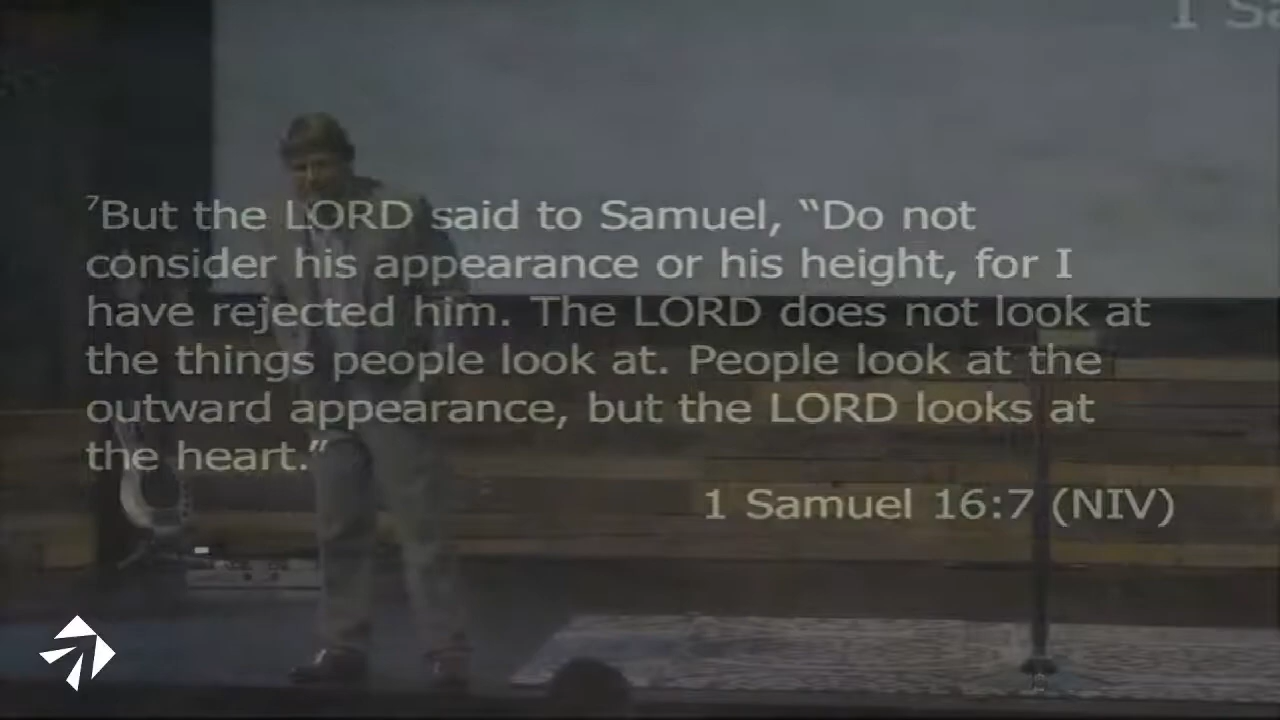 1 Sa
⁷But the LORD said to Samuel, “Do not
consider his appearance or his height, for I
have rejected him. The LORD does not look at
the things people look at. People look at the
outward appearance, but the LORD looks at
the heart.”
1 Samuel 16:7 (NIV)